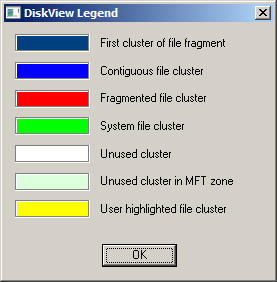 DiskView Legend
First cluster of file fragment
Contiguous file cluster
Fragmented file cluster
System file cluster
Unused cluster
Unused cluster in MFT zone
User highlighted file cluster
OK